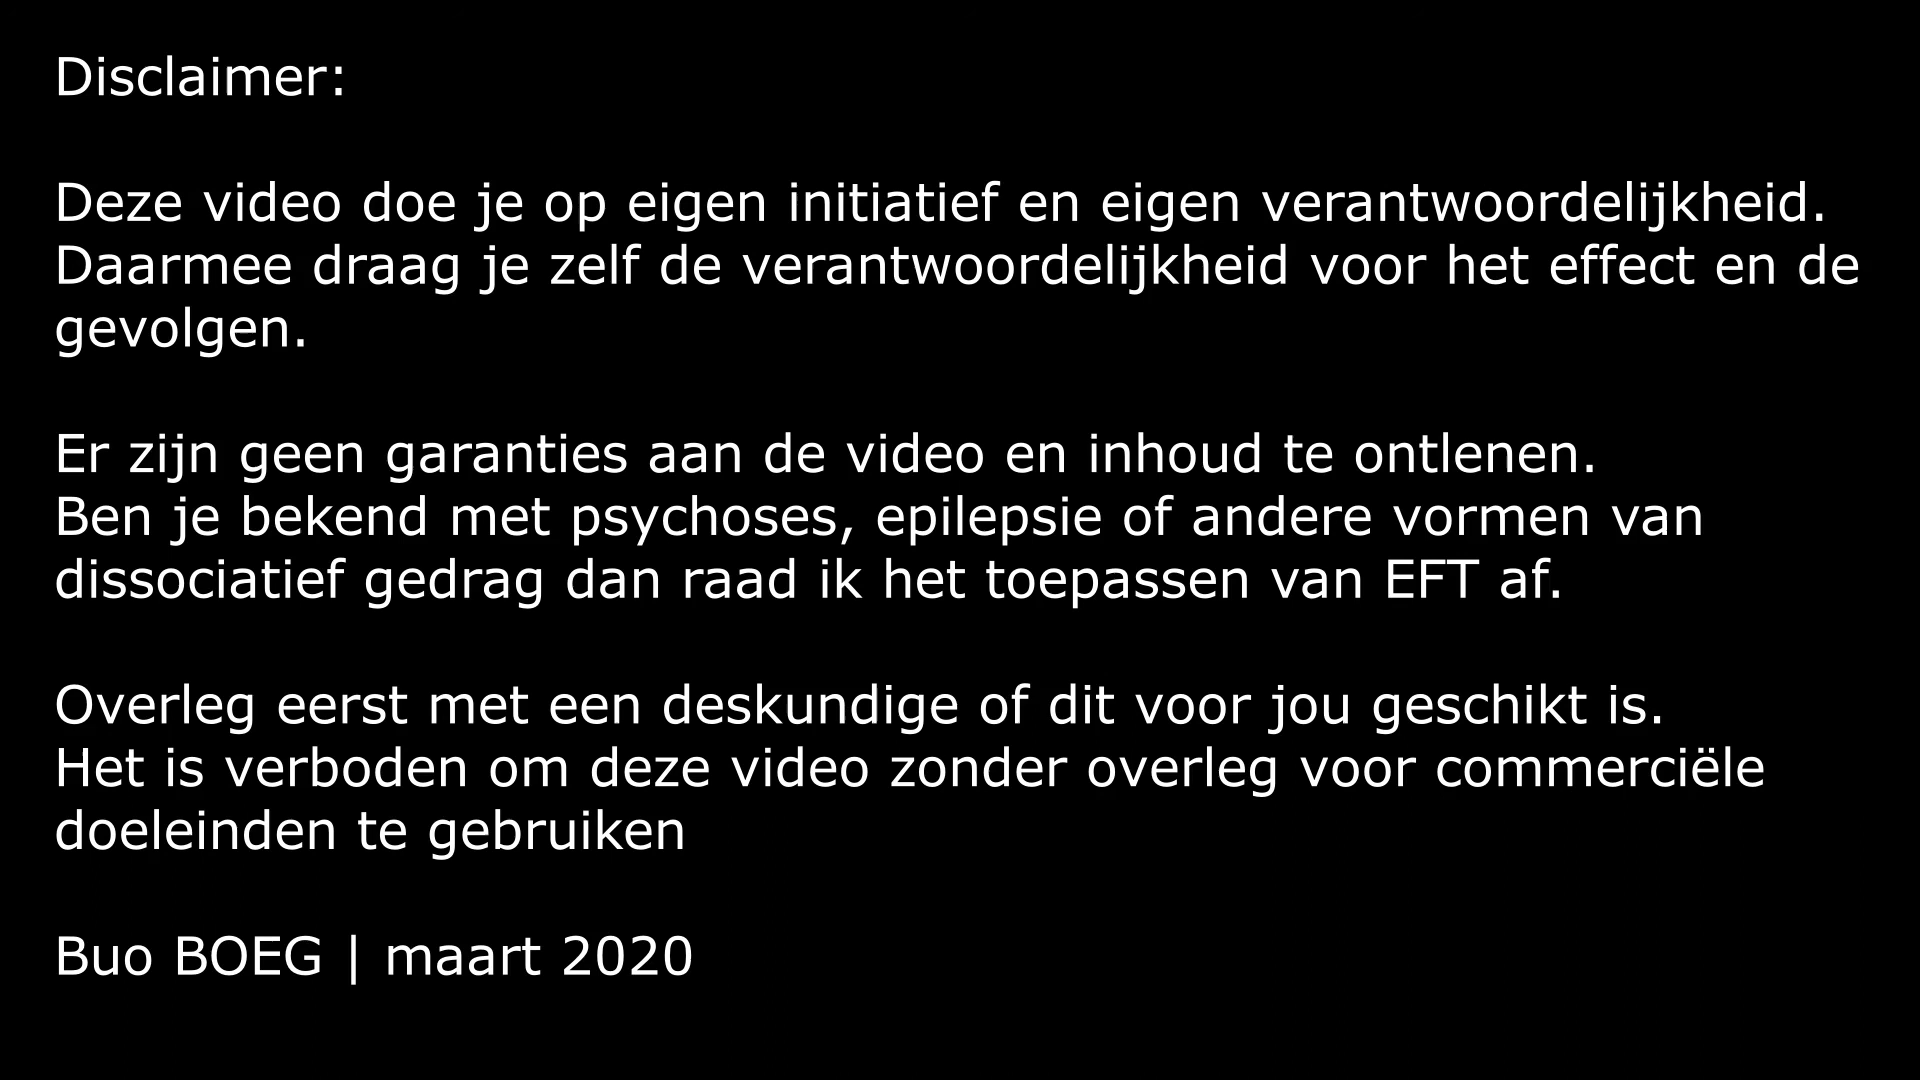 Disclaimer:
Deze video doe je op eigen initiatief en eigen verantwoordelijkheid.
Daarmee draag je zelf de verantwoordelijkheid voor het effect en de
gevolgen.
Er zijn geen garanties aan de video en inhoud te ontlenen.
Ben je bekend met psychoses, epilepsie of andere vormen van
dissociatief gedrag dan raad ik het toepassen van EFT af.
Overleg eerst met een deskundige of dit voor jou geschikt is.
Het is verboden om deze video zonder overleg voor commerciële
doeleinden te gebruiken
Buo BOEG | maart 2020